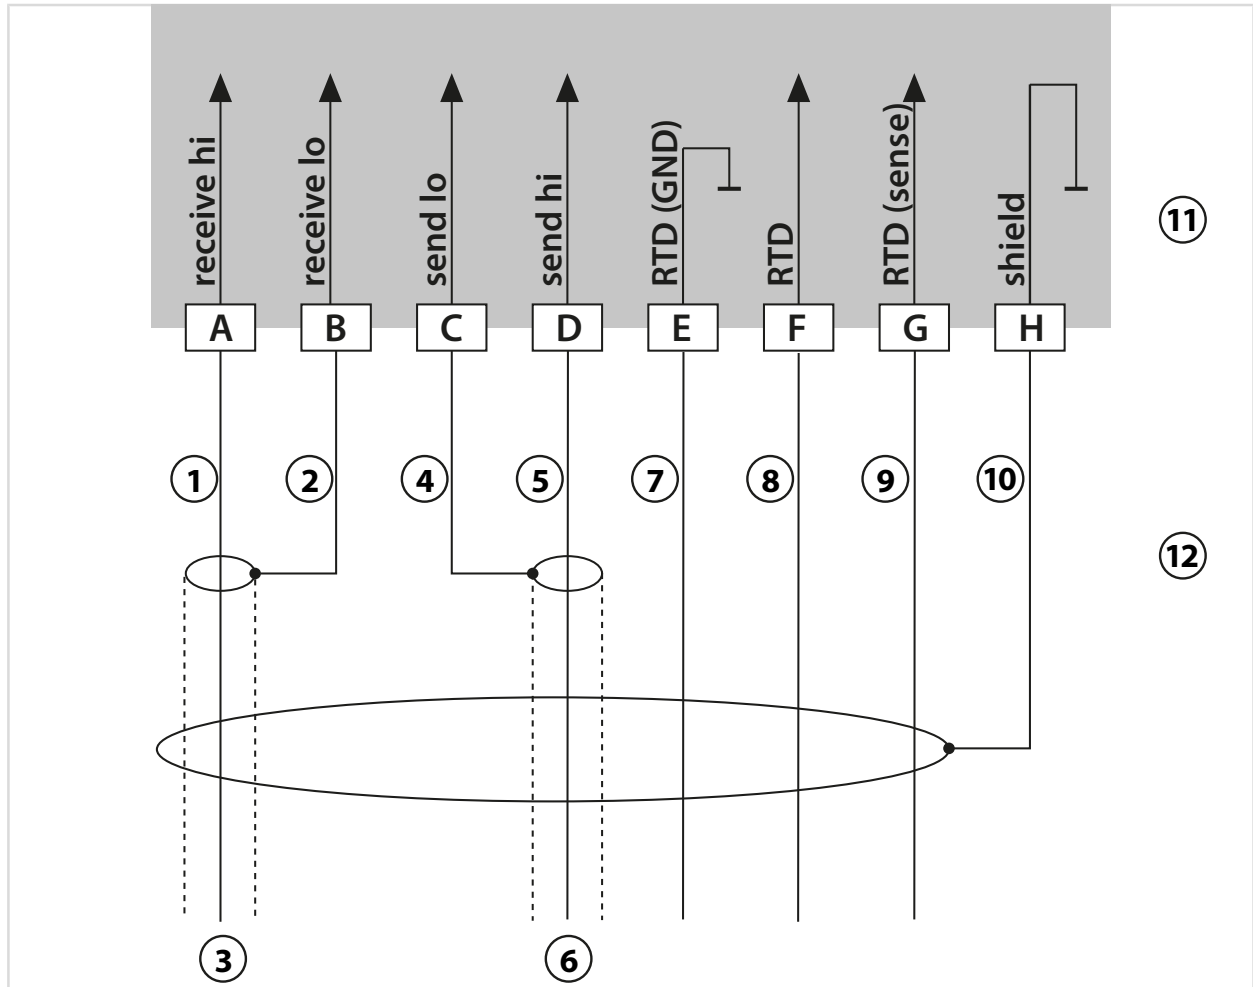 receive hi
receive lo
send lo
send hi
RTD (GND)
RTD
RTD (sense)
shield
11
A
B
C
D
E
F
G
H
1
2
4
5
7
8
9
10
12
3
6